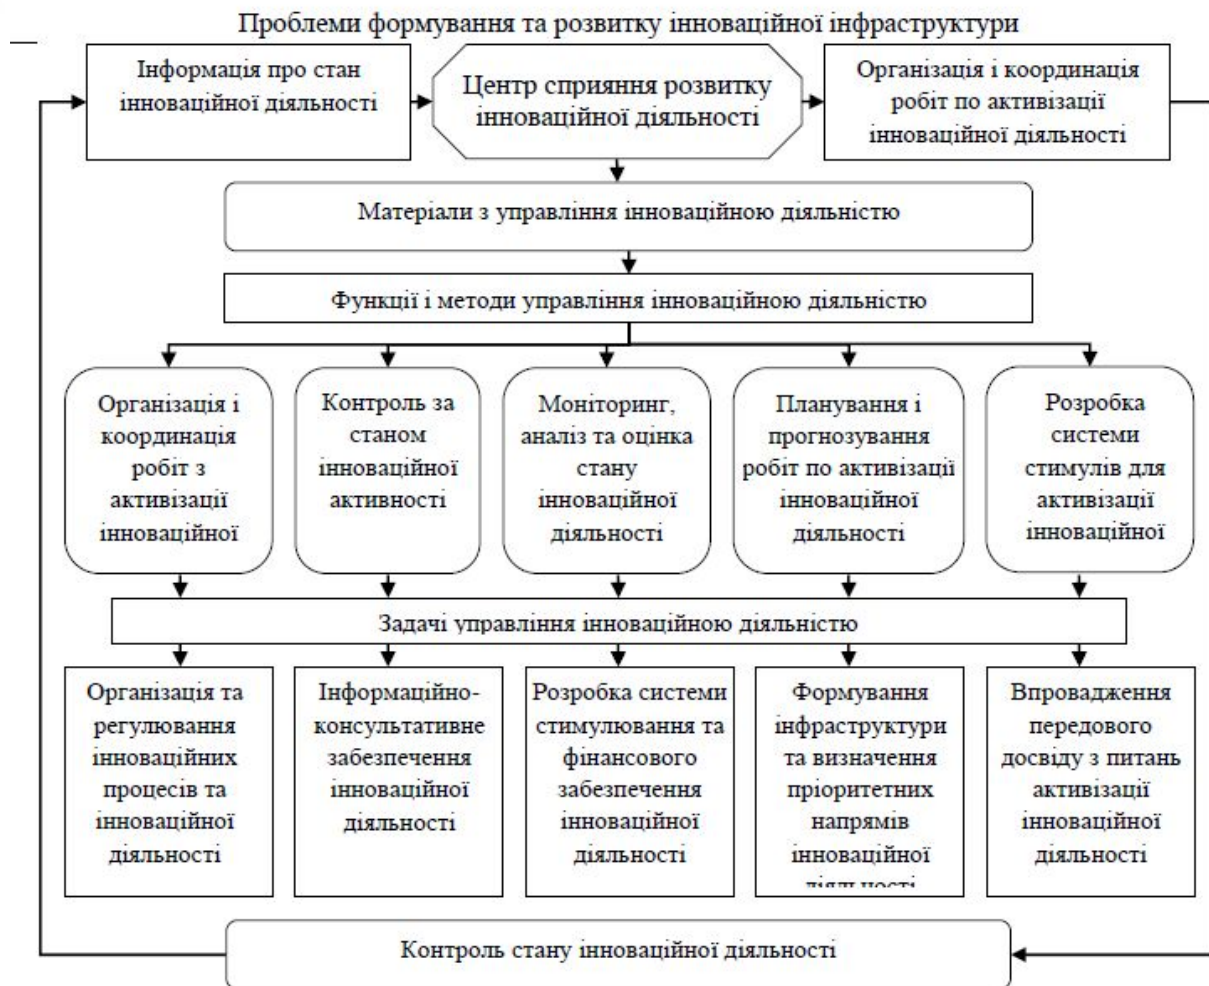 Проблеми формування та розвитку інноваційної інфраструктури
Інформація про стан
інноваційної діяльності
Центр сприяння розвитку
інноваційної діяльності
Організація і координація
робіт по активізації
інноваційної діяльності
Матеріали з управління інноваційною діяльністю
Функції і методи управління інноваційною діяльністю
Організація і
координація
робіт з
активізації
інноваційної
Контроль за
станом
інноваційної
активності
Моніторинг,
аналіз та оцінка
стану
інноваційної
діяльності
Планування і
прогнозування
робіт по активізації
інноваційної
діяльності
Розробка
системи
стимулів для
активізації
інноваційної
Задачі управління інноваційною діяльністю
Організація та
регулювання
інноваційних
процесів та
інноваційної
діяльності
Інформаційно-
консультативне
забезпечення
інноваційної
діяльності
Розробка системи
стимулювання та
фінансового
забезпечення
інноваційної
діяльності
Формування
інфраструктури
та визначення
пріоритетних
напрямів
інноваційної
діяльності
Впровадження
передового
досвіду з питань
активізації
інноваційної
діяльності
Контроль стану інноваційної діяльності